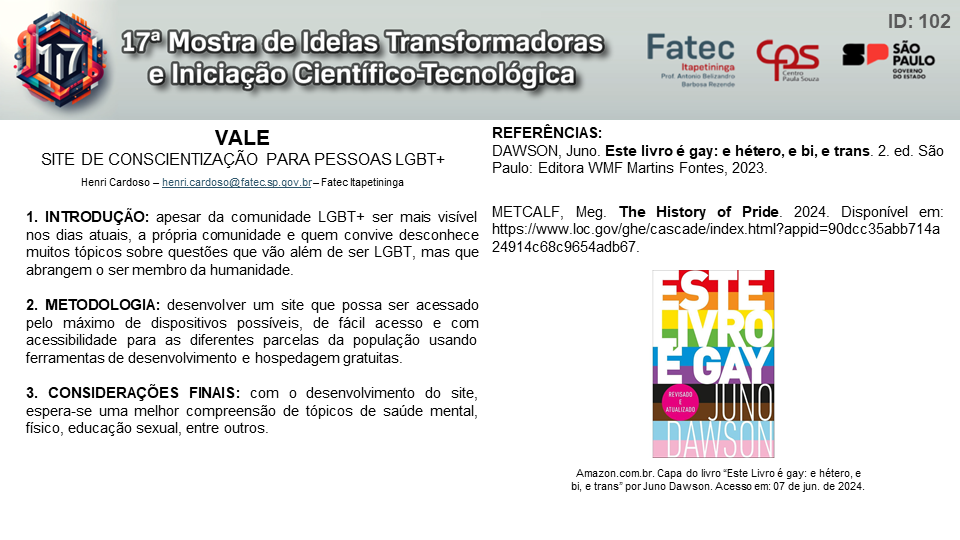 ID: 102
17ª Mostra de Ideias Transformadoras
e Iniciação Científico-Tecnológica
Fatec
Itapetininga
Prof. Antonio Belizandro
Barbosa Rezende
CPS
Centro
Paula Souza
SP
SÃO PAULO
GOVERNO
DO ESTADO
17
VALE
SITE DE CONSCIENTIZAÇÃO PARA PESSOAS LGBT+
Henri Cardoso – henri.cardoso@fatec.sp.gov.br – Fatec Itapetininga
1. INTRODUÇÃO: apesar da comunidade LGBT+ ser mais visível
nos dias atuais, a própria comunidade e quem convive desconhece
muitos tópicos sobre questões que vão além de ser LGBT, mas que
abrangem o ser membro da humanidade.
2. METODOLOGIA: desenvolver um site que possa ser acessado
pelo máximo de dispositivos possíveis, de fácil acesso e com
acessibilidade para as diferentes parcelas da população usando
ferramentas de desenvolvimento e hospedagem gratuitas.
3. CONSIDERAÇÕES FINAIS: com o desenvolvimento do site,
espera-se uma melhor compreensão de tópicos de saúde mental,
físico, educação sexual, entre outros.
REFERÊNCIAS:
DAWSON, Juno. Este livro é gay: e hétero, e bi, e trans. 2. ed. São
Paulo: Editora WMF Martins Fontes, 2023.
METCALF, Meg. The History of Pride. 2024. Disponível em:
https://www.loc.gov/ghe/cascade/index.html?appid=90dcc35abb714a
24914c68c9654adb67.
ESTE
LIVRO
É GAY
REVISADO E
ATUALIZADO
JUNO
DAWSON
Amazon.com.br. Capa do livro “Este Livro é gay: e hétero, e
bi, e trans” por Juno Dawson. Acesso em: 07 de jun. de 2024.